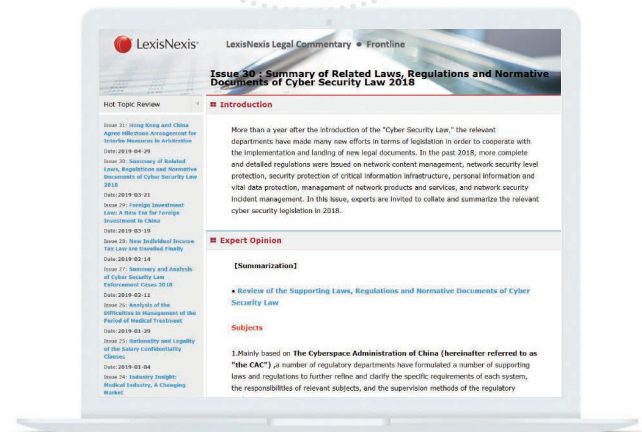 LexisNexis®
LexisNexis Legal Commentary • Frontline
Issue 30 : Summary of Related Laws, Regulations and Normative
Documents of Cyber Security Law 2018
Hot Topic Review
Issue 31: Hong Kong and China
Agree Milestone Arrangement for
Interim Measures in Arbitration
Date:2019-04-29
Issue 30: Summary of Related
Laws, Regulations and Normative
Documents of Cyber Security Law
2018
Date:2019-03-21
Issue 29: Foreign Investment
Law: A New Era for Foreign
Investment in China
Date:2019-03-19
Issue 28: New Individual Income
Tax Law are Unveiled Finally
Date:2019-02-14
Issue 27: Summary and Analysis
of Cyber Security Law
Enforcement Cases 2018
Date:2019-02-11
Issue 26: Analysis of the
Difficulties in Management of the
Period of Medical Treatment
Date:2019-01-29
Issue 25: Rationality and Legality
of the Salary Confidentiality
Clauses
Date:2019-01-04
Issue 24: Industry Insight:
Medical Industry, A Changing
Market
Introduction
More than a year after the introduction of the "Cyber Security Law," the relevant
departments have made many new efforts in terms of legislation in order to cooperate with
the implementation and landing of new legal documents. In the past 2018, more complete
and detailed regulations were issued on network content management, network security level
protection, security protection of critical information infrastructure, personal information and
vital data protection, management of network products and services, and network security
Incident management. In this issue, experts are invited to collate and summarize the relevant
cyber security legislation in 2018.
Expert Opinion
[Summarization]
• Review of the Supporting Laws, Regulations and Normative Documents of Cyber
Security Law
Subjects
1.Mainly based on The Cyberspace Administration of China (hereinafter referred to as
"the CAC") ,a number of regulatory departments have formulated a number of supporting
laws and regulations to further refine and clarify the specific requirements of each system,
the responsibilities of relevant subjects, and the supervision methods of the regulatory